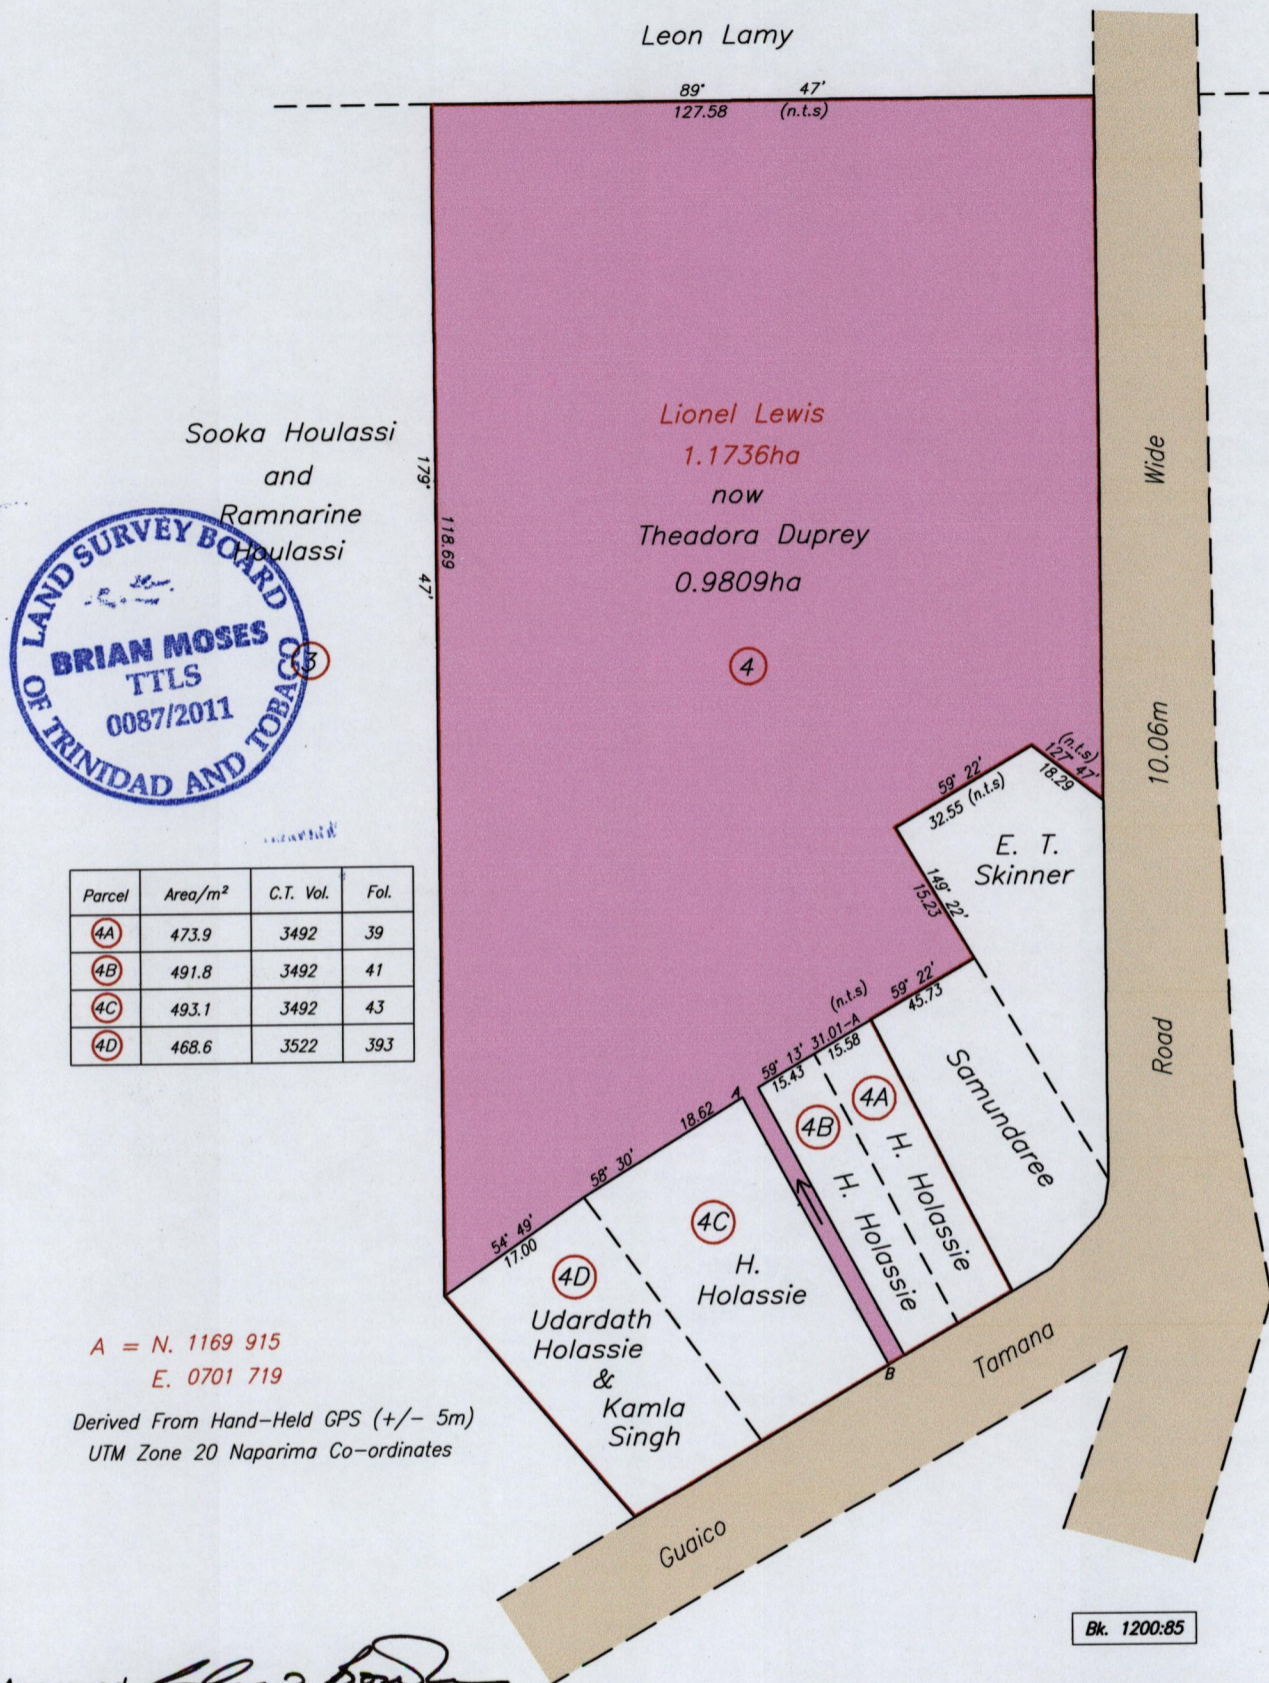 Leon Lamy
89° 47'
127.58 (n.t.s)
Sooka Houlassi
and
Ramnarine
Houlassi
3
LAND SURVEY BOARD
OF TRINIDAD AND TOBAGO
BRIAN MOSES
TTLS
0087/2011
179° 47'
118.69
Lionel Lewis
1.1736ha
now
Theadora Duprey
0.9809ha
4
Wide
10.06m
Road
(n.t.s)
127° 47'
18.29
59° 22'
32.55 (n.t.s)
E. T.
Skinner
149° 22'
15.23
Parcel Area/m² C.T. Vol. Fol.
4A 473.9 3492 39
4B 491.8 3492 41
4C 493.1 3492 43
4D 468.6 3522 393
(n.t.s)
59° 22'
45.73
59° 13' 31.01-A
15.43
15.58
Samundaree
4A
H. Holassie
4B
H. Holassie
A
18.62
58° 30'
4C
H.
Holassie
54° 49'
17.00
4D
Udardath
Holassie
&
Kamla
Singh
B
Tamana
Guaico
A = N. 1169 915
E. 0701 719
Derived From Hand-Held GPS (+/- 5m)
UTM Zone 20 Naparima Co-ordinates
Bk. 1200:85